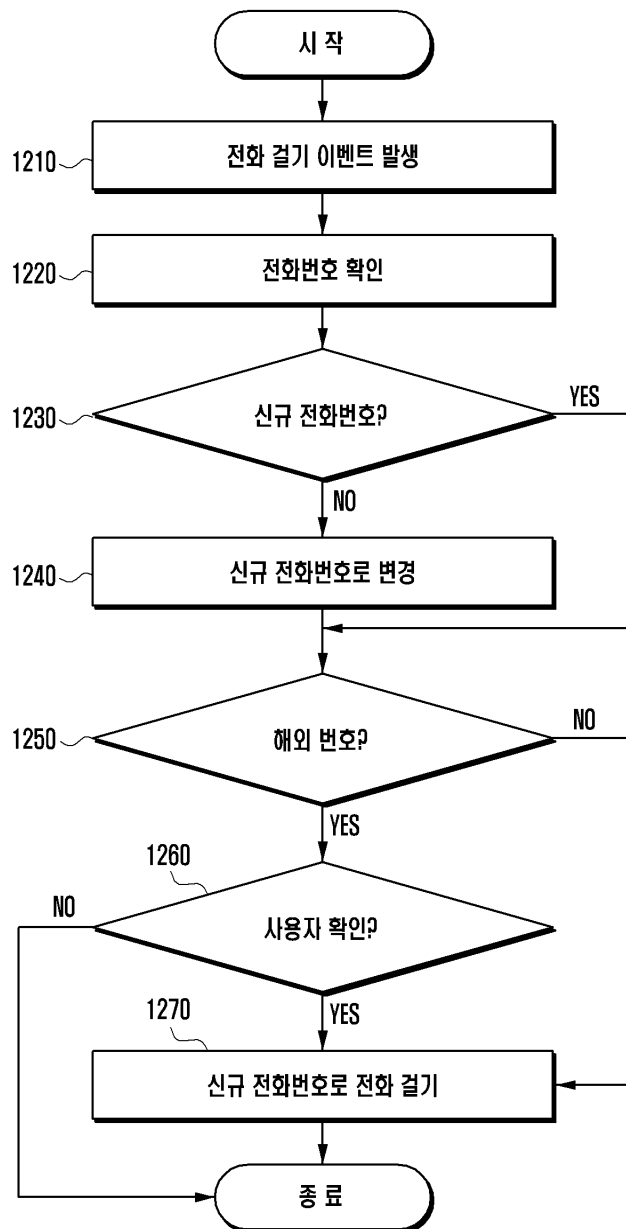 시 작
1210
전화 걸기 이벤트 발생
1220
전화번호 확인
1230
신규 전화번호?
YES
NO
1240
신규 전화번호로 변경
1250
해외 번호?
NO
YES
1260
NO
사용자 확인?
YES
1270
신규 전화번호로 전화 걸기
종 료